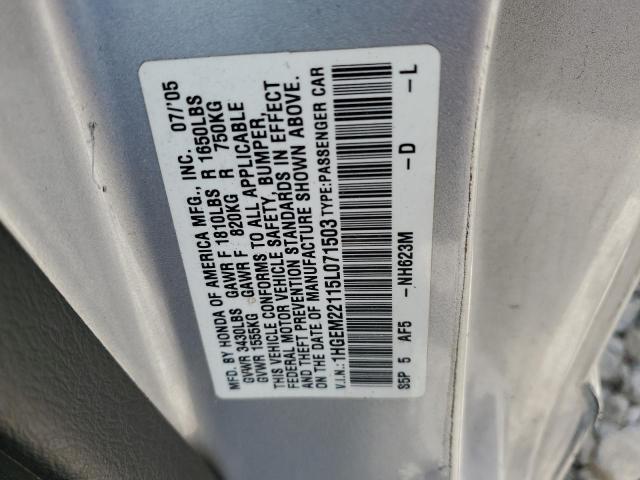 MFD. BY HONDA OF AMERICA MFG., INC. 07/'05
GVWR 3430LBS GAWR F 1810LBS R 1650LBS
GVWR 1555KG GAWR F 820KG R 750KG
THIS VEHICLE CONFORMS TO ALL APPLICABLE
FEDERAL MOTOR VEHICLE SAFETY, BUMPER,
AND THEFT PREVENTION STANDARDS IN EFFECT
ON THE DATE OF MANUFACTURE SHOWN ABOVE.
V.I.N.: 1HGEM22115L071503 TYPE: PASSENGER CAR
S5P 5 AF5 -NH623M -D -L